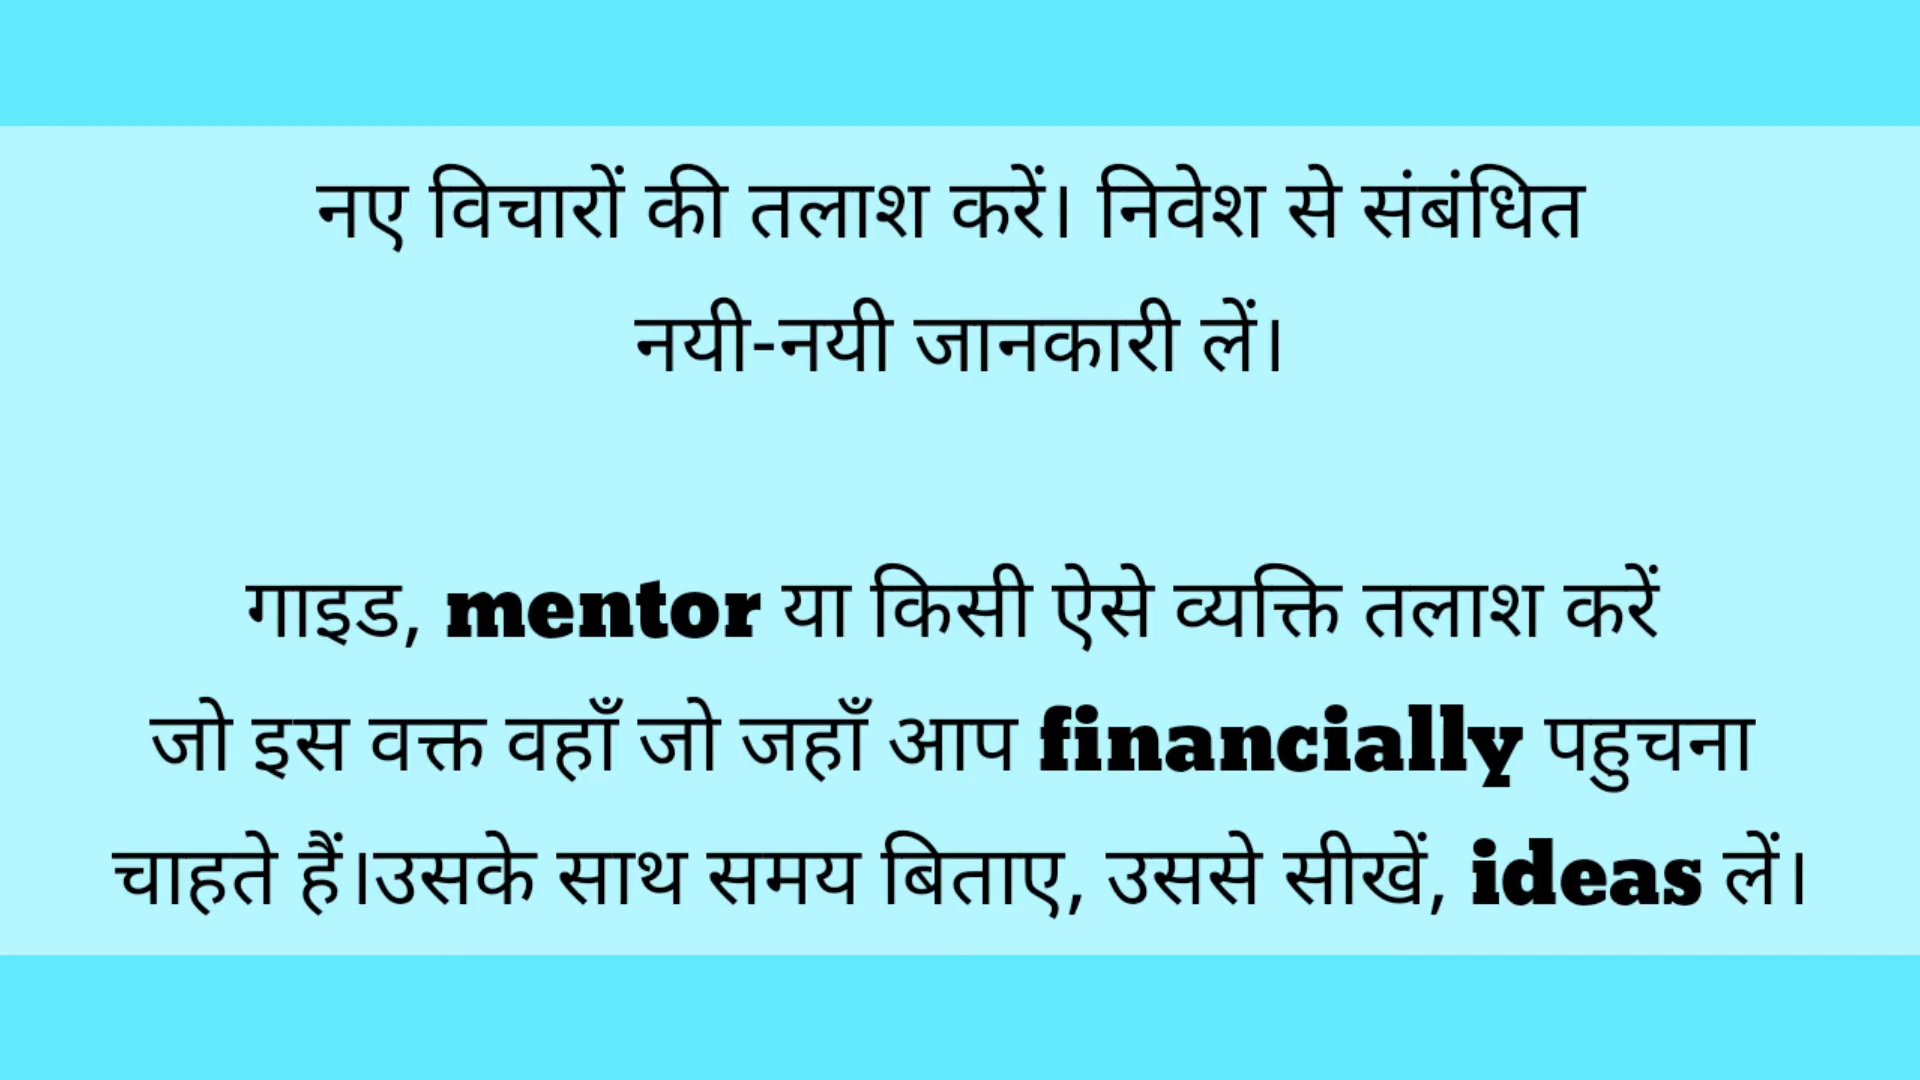 नए विचारों की तलाश करें। निवेश से संबंधित
नयी-नयी जानकारी लें।
गाइड, mentor या किसी ऐसे व्यक्ति तलाश करें
जो इस वक्त वहाँ जो जहाँ आप financially पहुचना
चाहते हैं।उसके साथ समय बिताए, उससे सीखें, ideas लें।